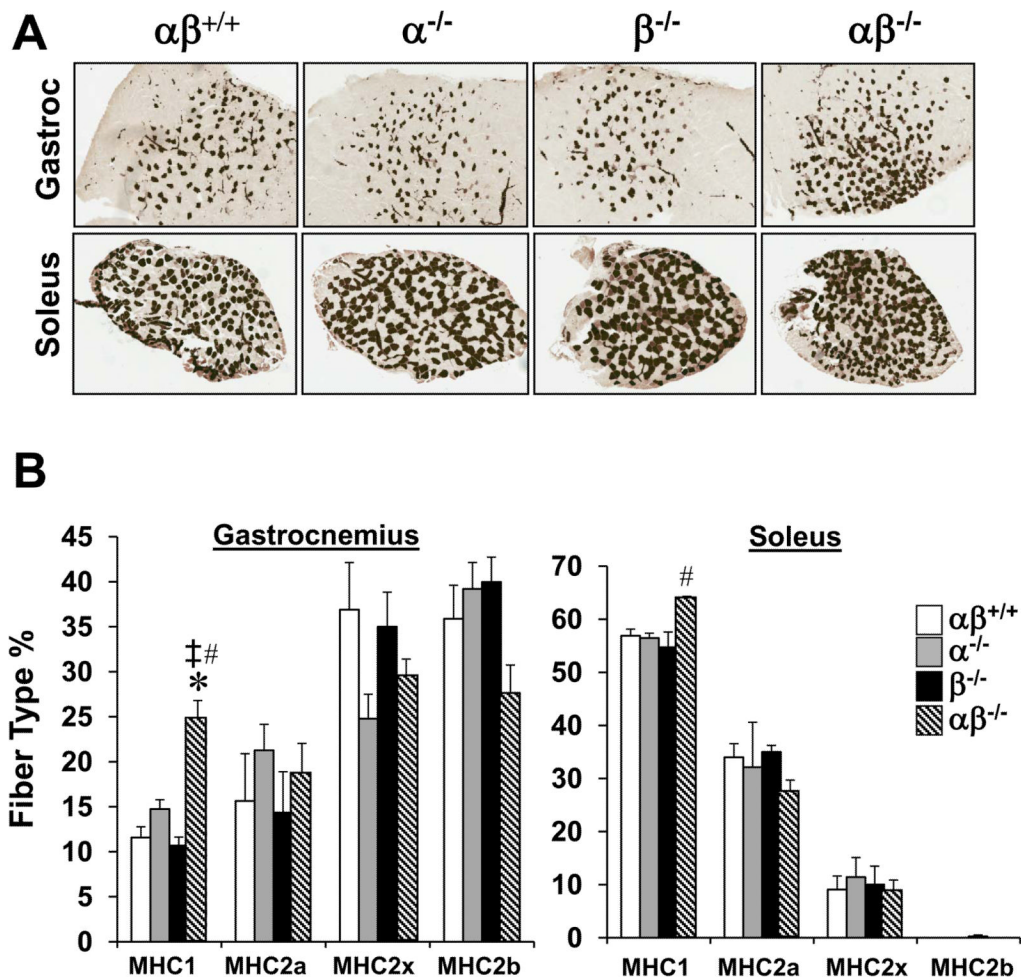 A
αβ+/+ α-/- β-/- αβ-/-
Gastroc
Soleus
B
Gastrocnemius
Fiber Type %
45
40
35
30
25
20
15
10
5
0
‡#
*
MHC1 MHC2a MHC2x MHC2b
Soleus
70
60
50
40
30
20
10
0
#
MHC1 MHC2a MHC2x MHC2b
αβ+/+
α-/-
β-/-
αβ-/-